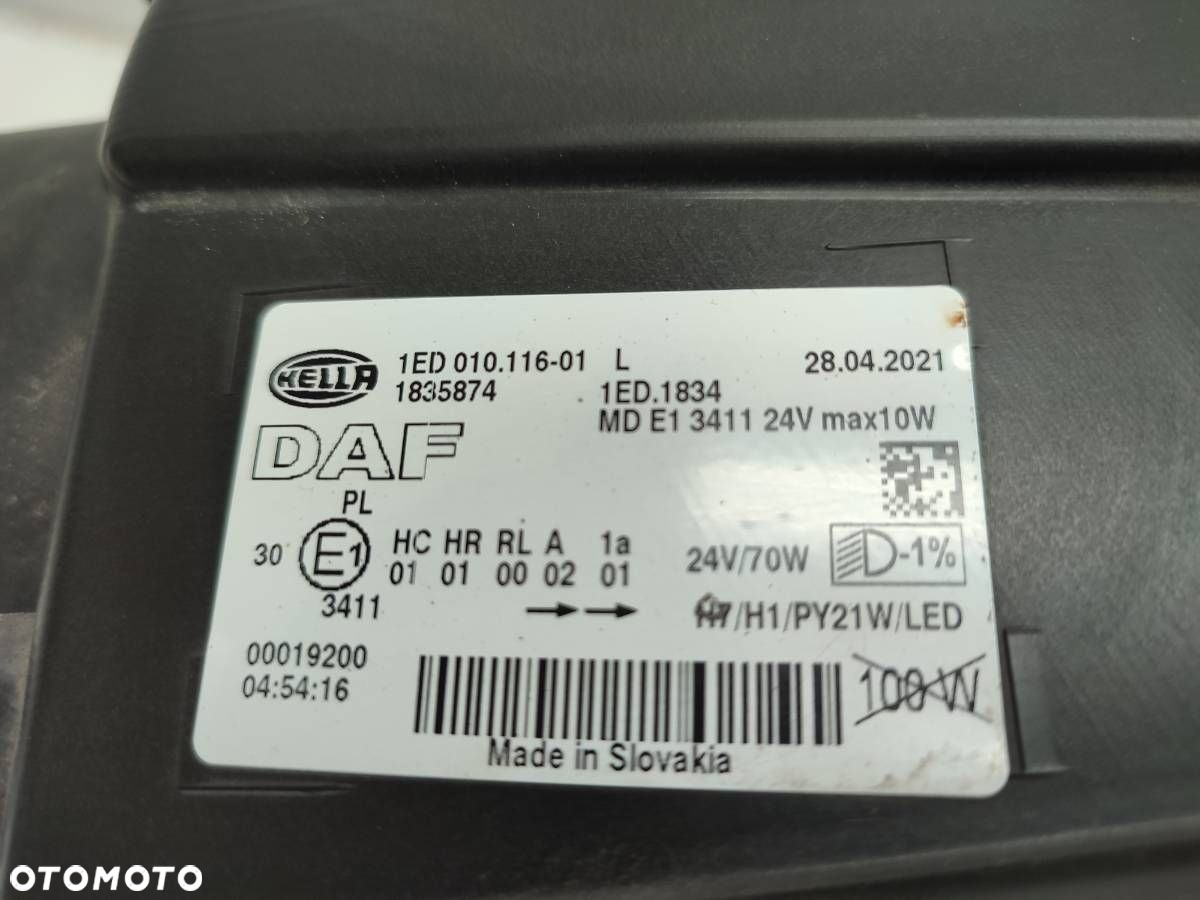 HELLA 1ED 010.116-01 L 28.04.2021
1835874 1ED.1834
MD E1 3411 24V max10W
DAF
PL
30 E1 HC HR RL A 1a 24V/70W D-1%
01 01 00 02 01
3411 H7/H1/PY21W/LED
00019200
04:54:16 100 W
Made in Slovakia
OTOMOTO